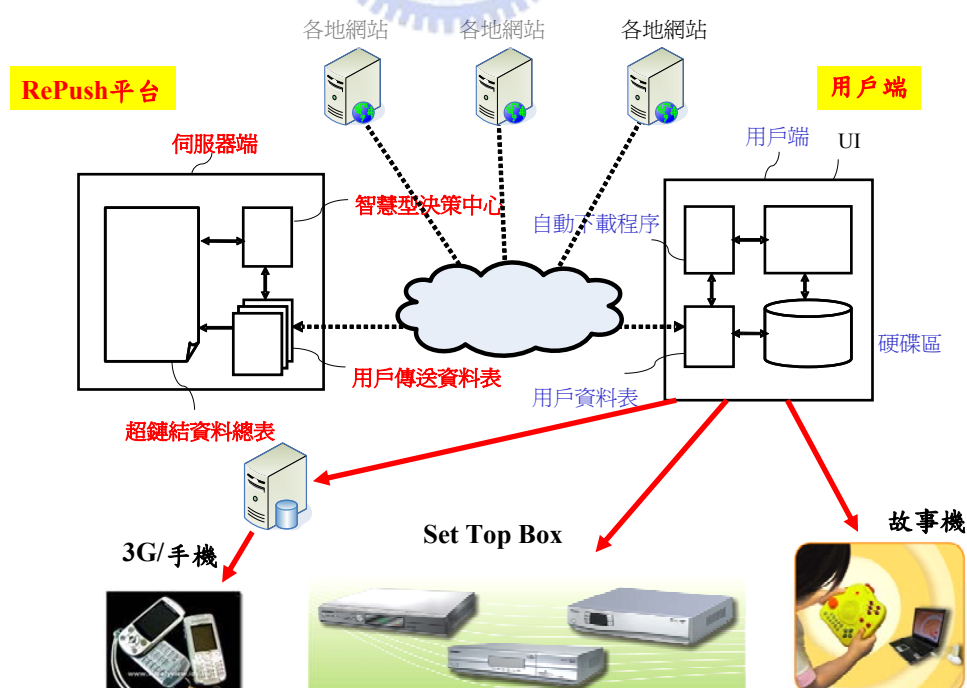 各地網站
各地網站
各地網站
RePush平台
用戶端
伺服器端
用戶端
UI
智慧型決策中心
自動下載程序
硬碟區
用戶傳送資料表
用戶資料表
超鏈結資料總表
故事機
Set Top Box
3G/手機